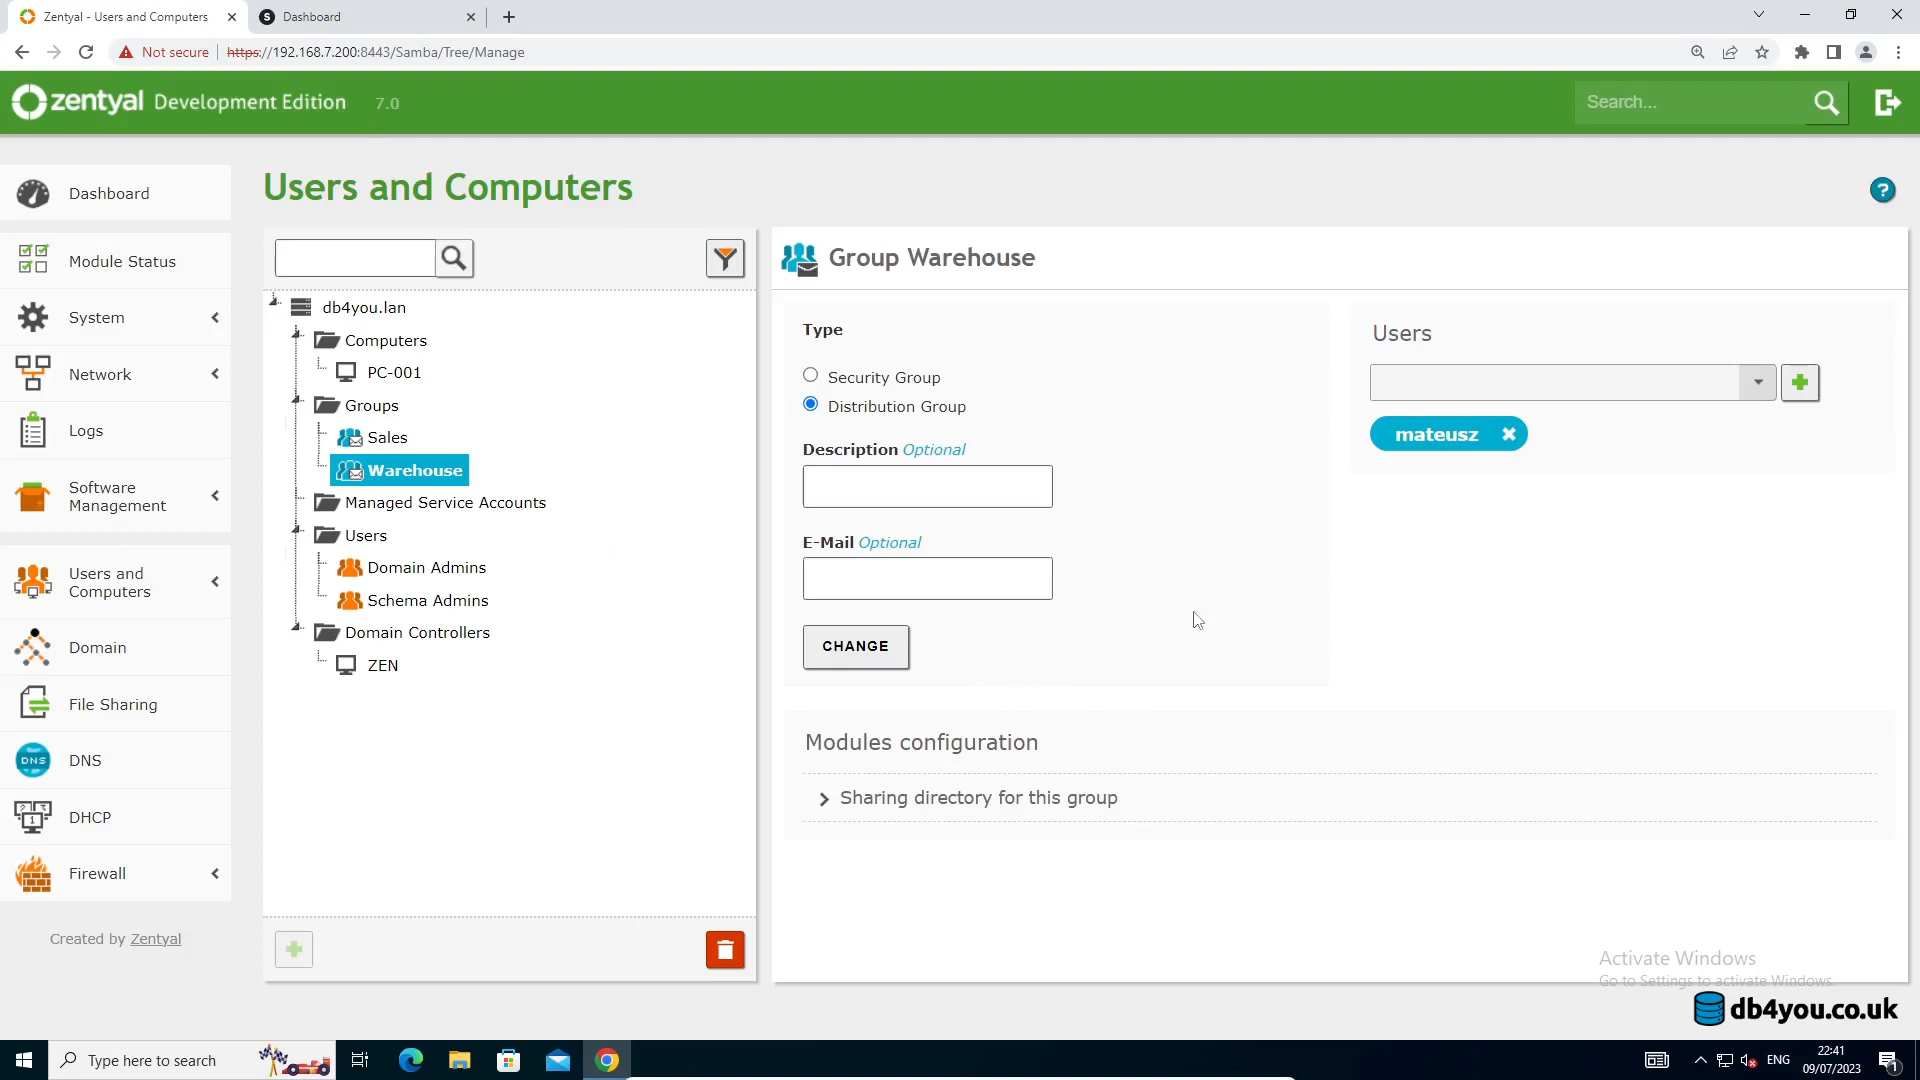 Zentyal - Users and Computers
Dashboard
Not secure
https://192.168.7.200:8443/Samba/Tree/Manage
zentyal Development Edition 7.0
Search...
Dashboard
Module Status
System
Network
Logs
Software
Management
Users and
Computers
Domain
File Sharing
DNS
DNS
DHCP
Firewall
Created by Zentyal
Users and Computers
?
db4you.lan
Computers
PC-001
Groups
Sales
Warehouse
Managed Service Accounts
Users
Domain Admins
Schema Admins
Domain Controllers
ZEN
Group Warehouse
Type
Security Group
Distribution Group
Description Optional
E-Mail Optional
CHANGE
Users
mateusz
Modules configuration
Sharing directory for this group
Activate Windows
Go to Settings to activate Windows.
db4you.co.uk
Type here to search
ENG
22:41
09/07/2023
1